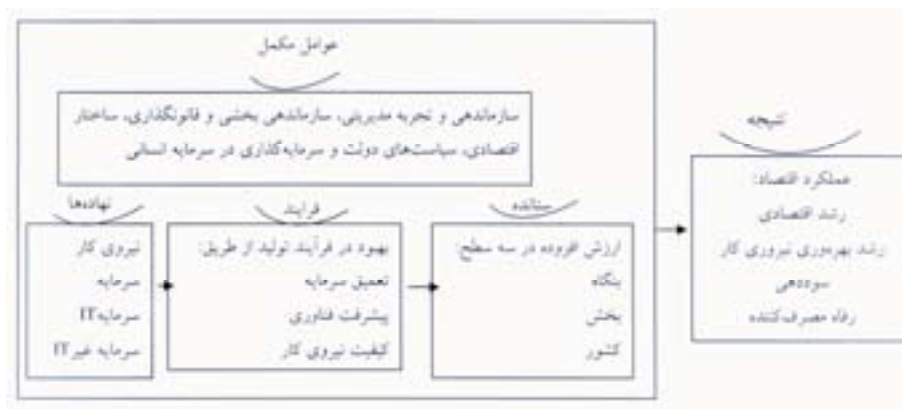 عوامل مکمل
سازماندهی و تجربه مدیریتی، سازماندهی بخشی و قانونگذاری، ساختار
اقتصادی، سیاست‌های دولت و سرمایه‌گذاری در سرمایه انسانی
نهاده‌ها
نیروی کار
سرمایه
سرمایه IT
سرمایه غیر IT
فرایند
بهبود در فرآیند تولید از طریق:
تعمیق سرمایه
پیشرفت فناوری
کیفیت نیروی کار
ستانده
ارزش افزوده در سه سطح:
بنگاه
بخش
کشور
نتیجه
عملکرد اقتصاد:
رشد اقتصادی
رشد بهره‌وری نیروری کار
سوددهی
رفاه مصرف‌کننده